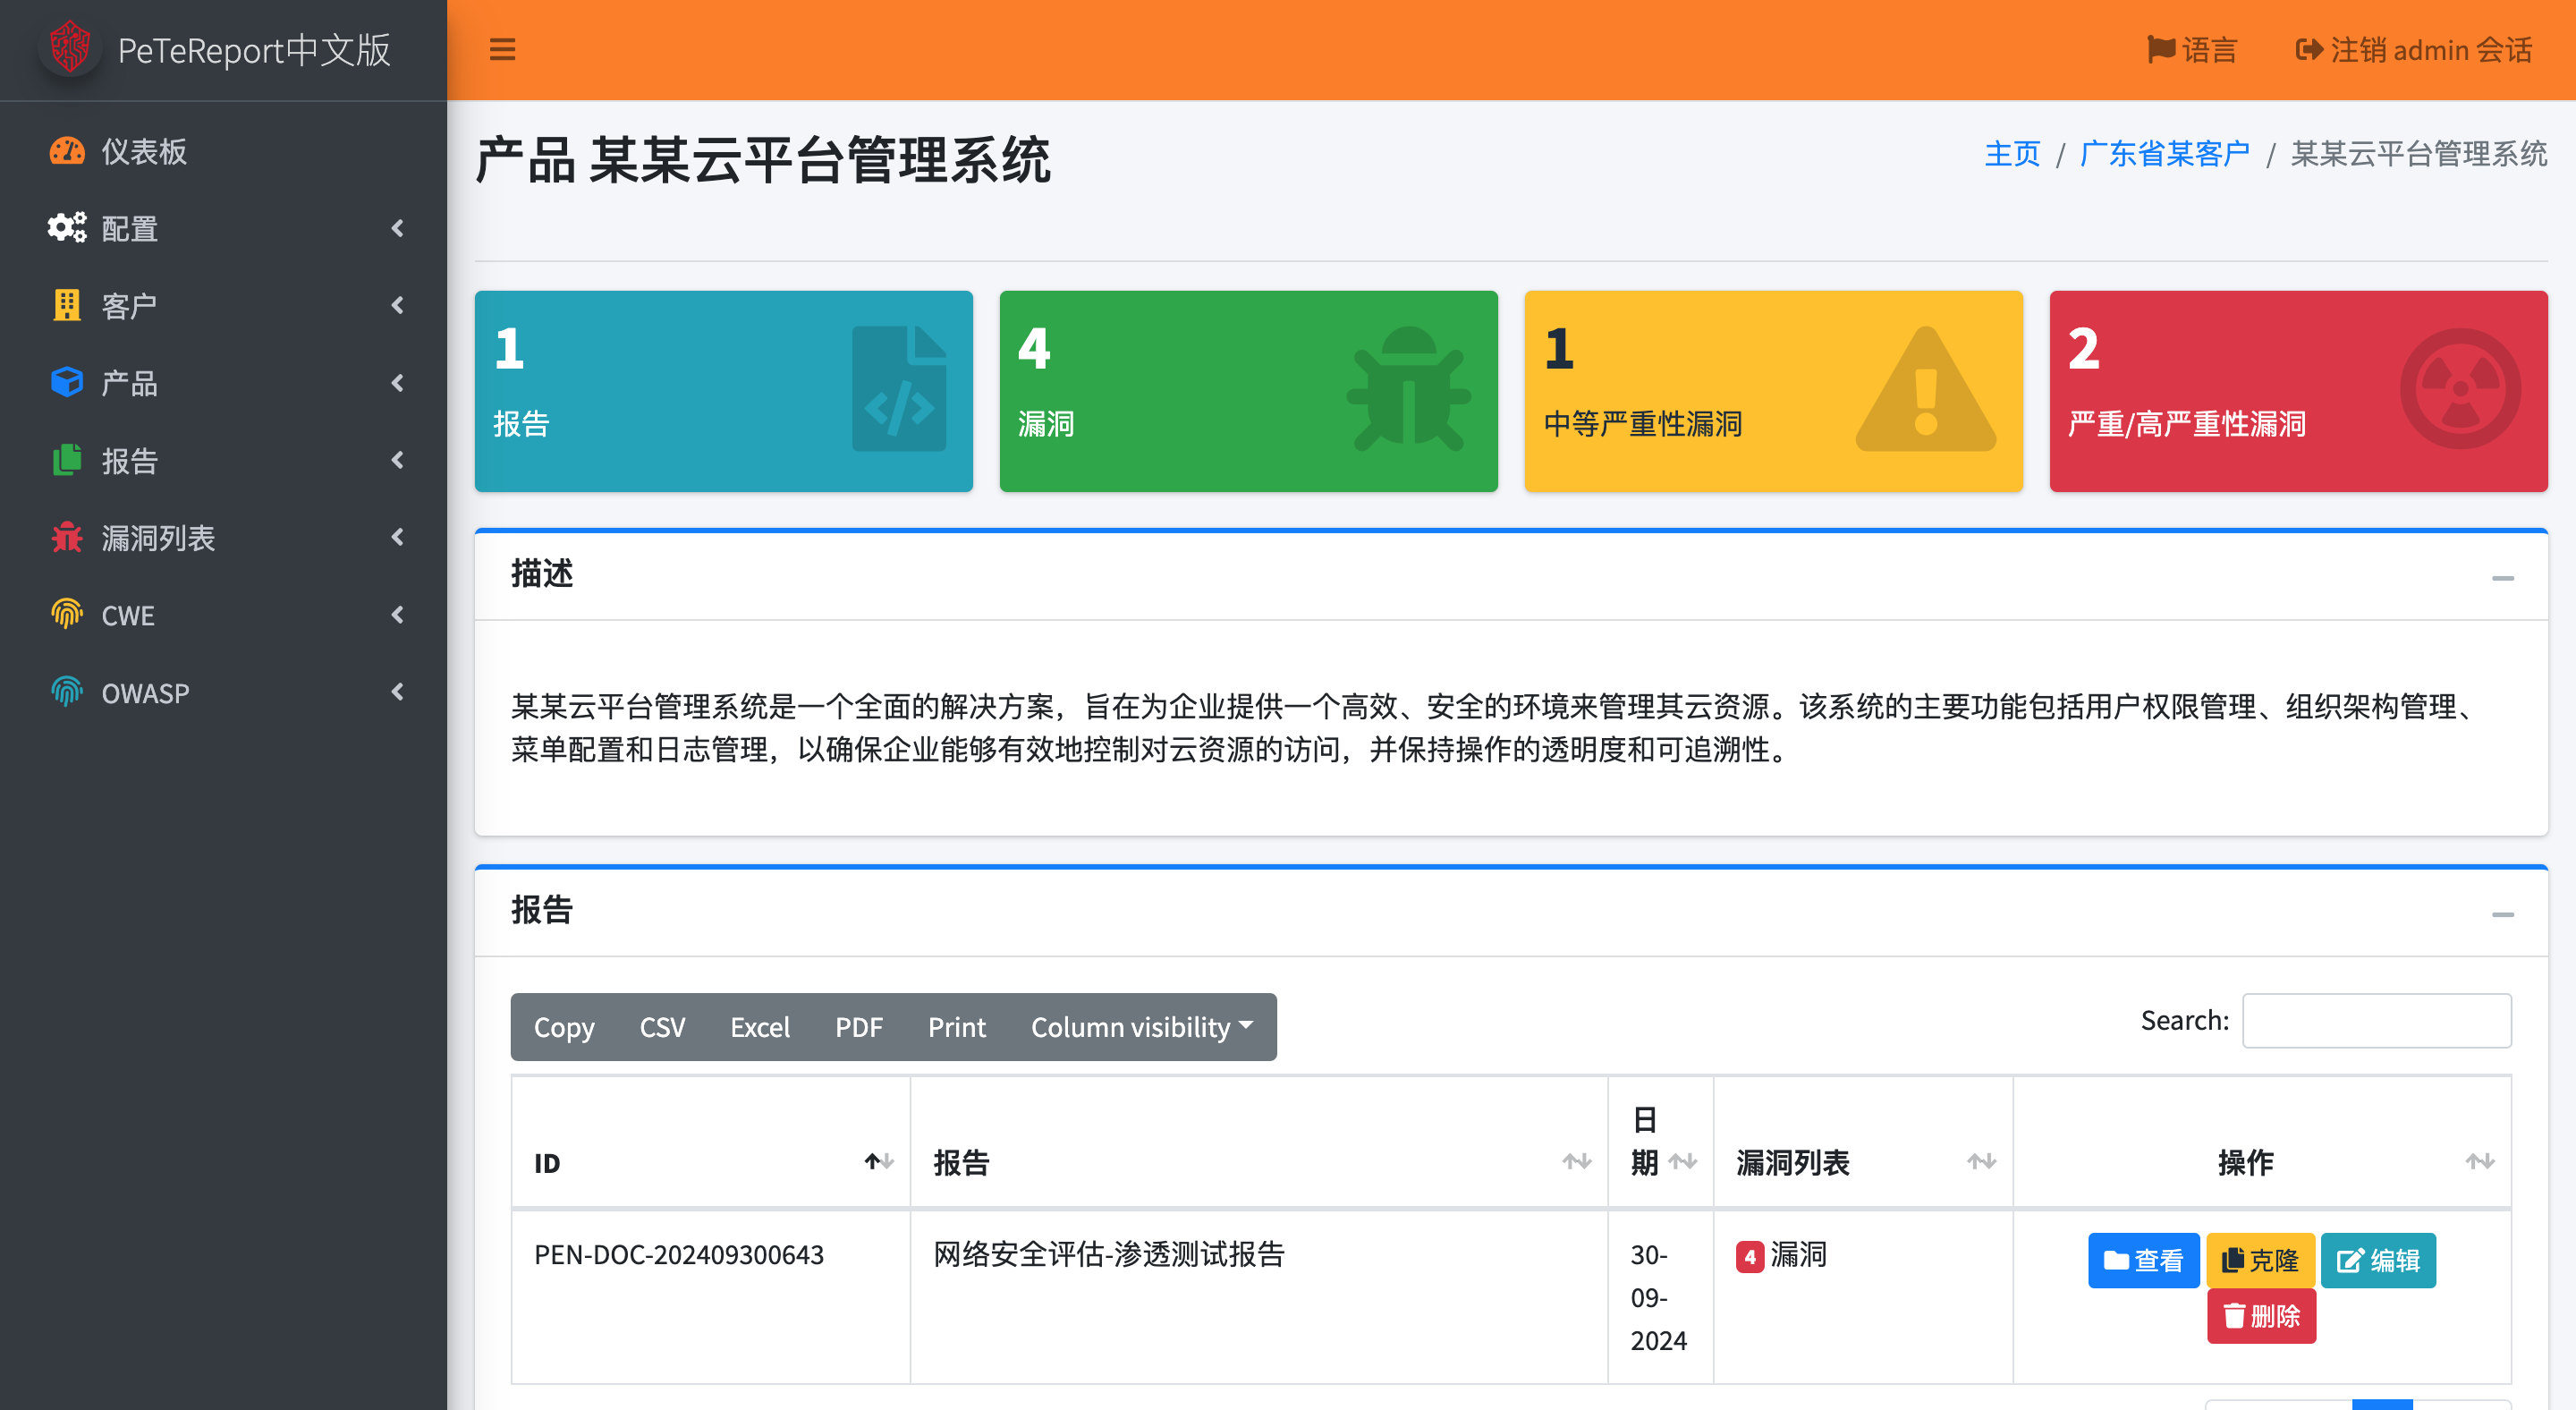 PeTeReport中文版
语言
注销 admin 会话
仪表板
配置
客户
产品
报告
漏洞列表
CWE
OWASP
产品 某某云平台管理系统
主页 / 广东省某客户 / 某某云平台管理系统
1
报告
4
漏洞
1
中等严重性漏洞
2
严重/高严重性漏洞
描述
某某云平台管理系统是一个全面的解决方案，旨在为企业提供一个高效、安全的环境来管理其云资源。该系统的主要功能包括用户权限管理、组织架构管理、
菜单配置和日志管理，以确保企业能够有效地控制对云资源的访问，并保持操作的透明度和可追溯性。
报告
Copy CSV Excel PDF Print Column visibility
Search:
ID 报告 日期 漏洞列表 操作
PEN-DOC-202409300643 网络安全评估-渗透测试报告 30-09-2024 4 漏洞 查看 克隆 编辑
删除